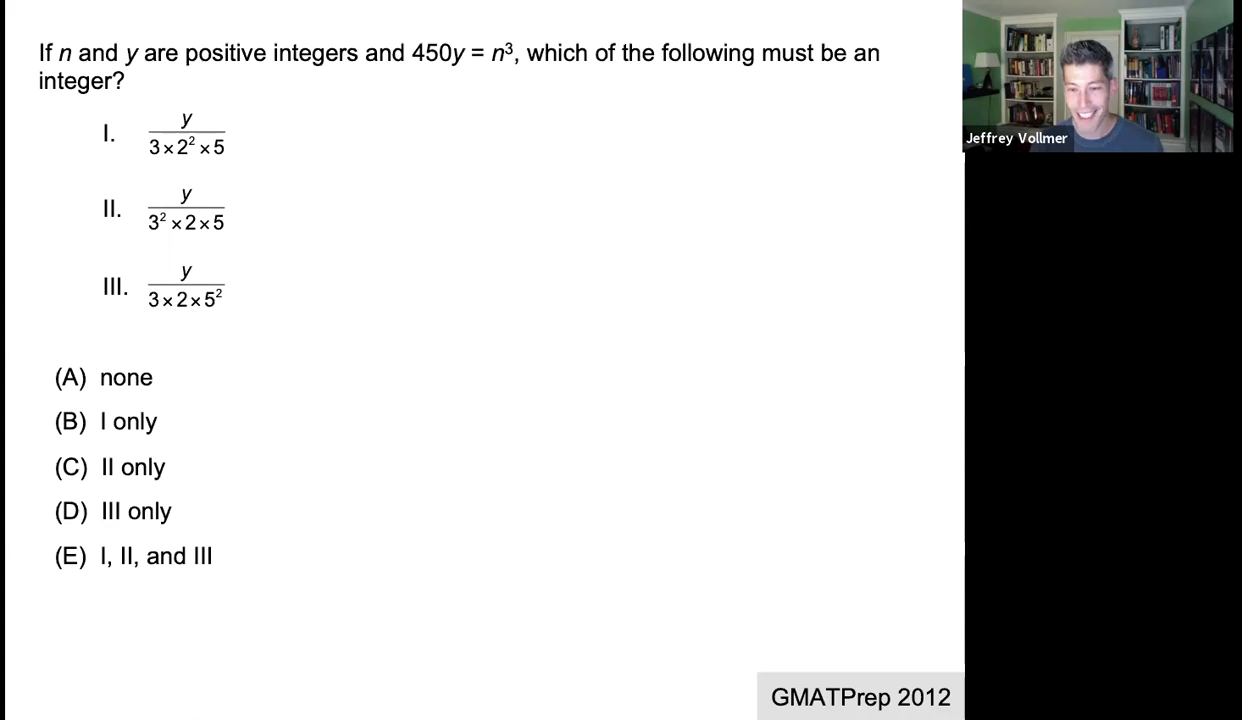 If n and y are positive integers and 450y = n³, which of the following must be an
integer?
I. y / 3×2²×5
II. y / 3²×2×5
III. y / 3×2×5²
(A) none
(B) I only
(C) II only
(D) III only
(E) I, II, and III
GMATPrep 2012
Jeffrey Vollmer